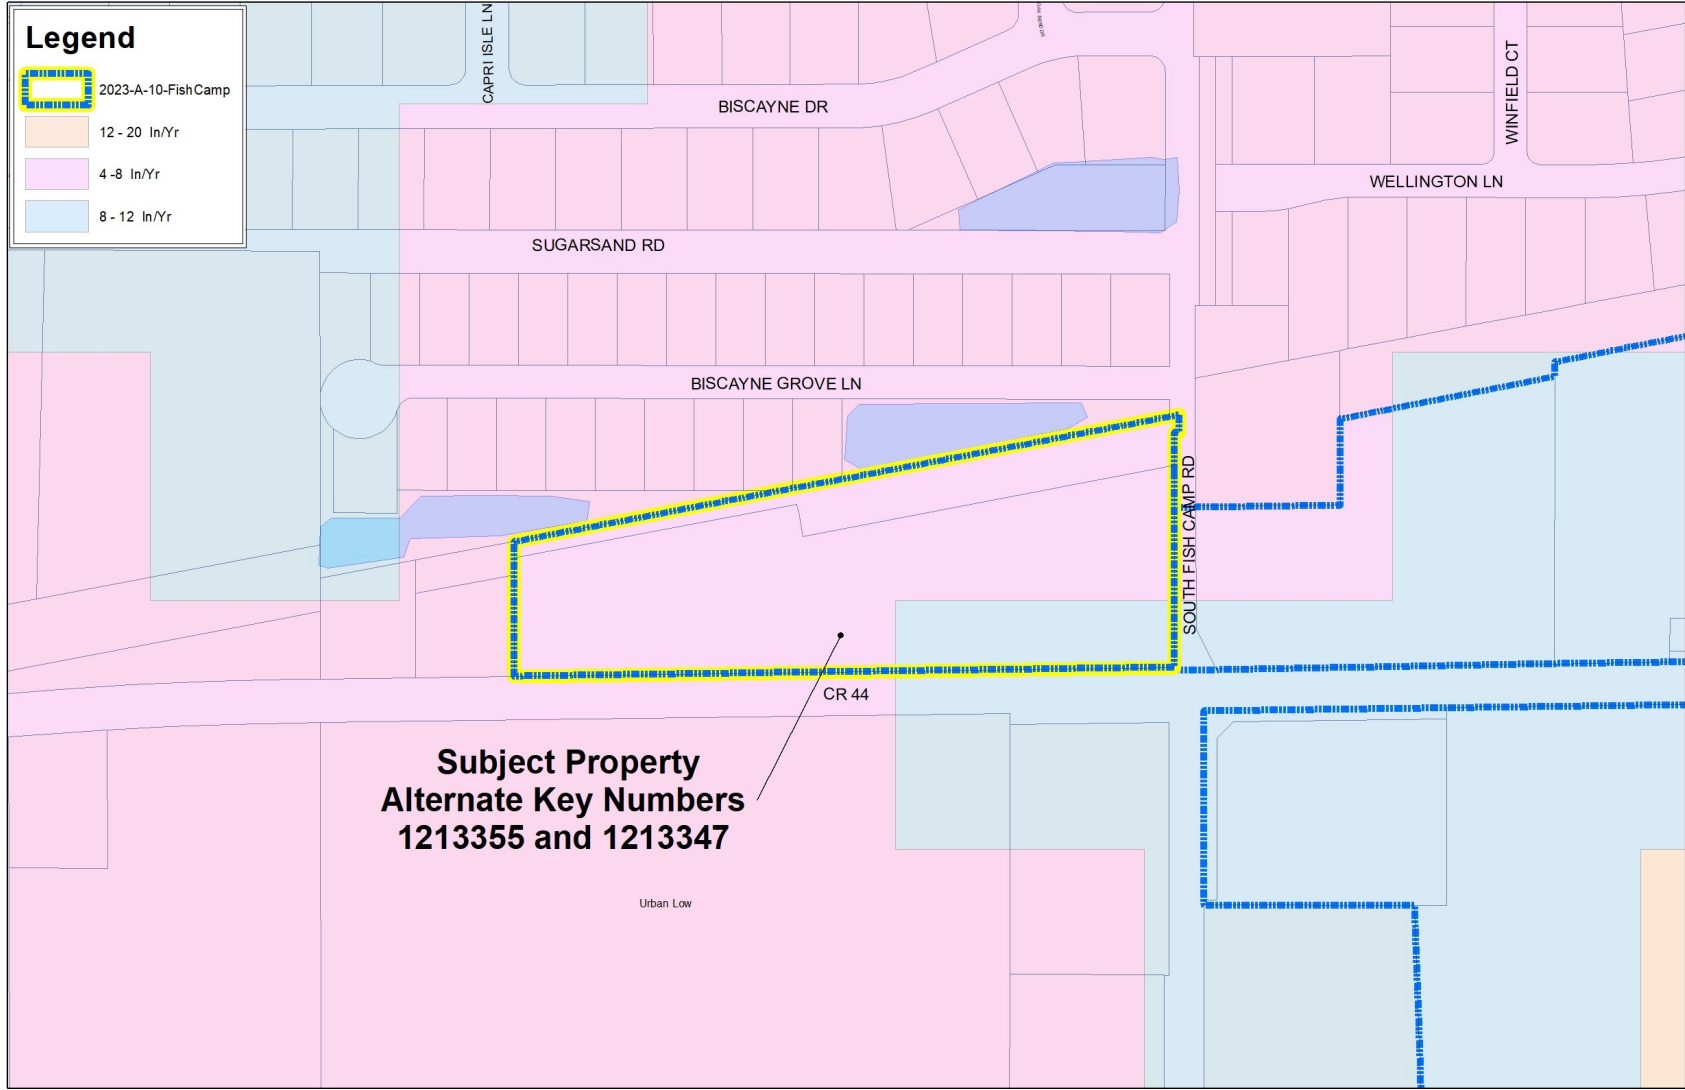 Legend
2023-A-10-FishCamp
12 - 20 In/Yr
4 -8 In/Yr
8 - 12 In/Yr
CAPRI ISLE LN
BISCAYNE DR
WINFIELD CT
WELLINGTON LN
SUGARSAND RD
BISCAYNE GROVE LN
SOUTH FISH CAMP RD
CR 44
Subject Property
Alternate Key Numbers
1213355 and 1213347
Urban Low